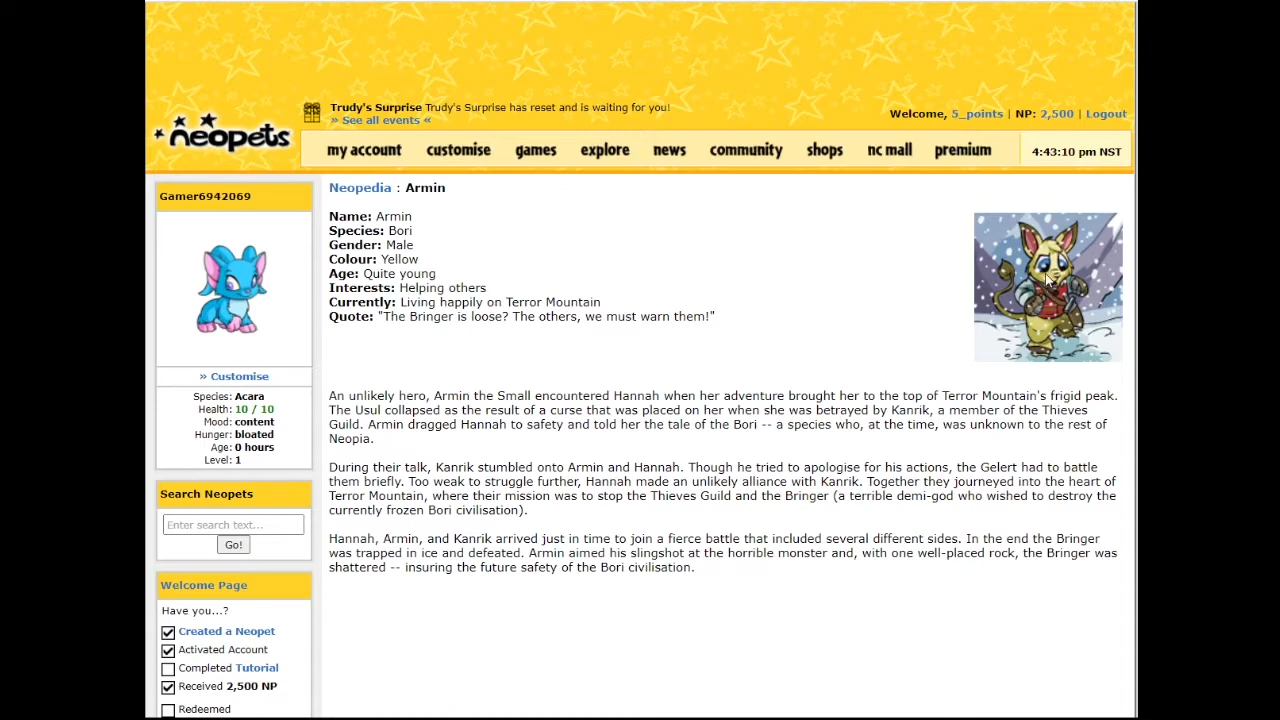 Trudy's Surprise Trudy's Surprise has reset and is waiting for you!
» See all events «
Welcome, 5_points | NP: 2,500 | Logout
neopets
my account customise games explore news community shops nc mall premium
4:43:10 pm NST
Gamer6942069
» Customise
Species: Acara
Health: 10 / 10
Mood: content
Hunger: bloated
Age: 0 hours
Level: 1
Search Neopets
Enter search text...
Go!
Welcome Page
Have you...?
Created a Neopet
Activated Account
Completed Tutorial
Received 2,500 NP
Redeemed
Neopedia : Armin
Name: Armin
Species: Bori
Gender: Male
Colour: Yellow
Age: Quite young
Interests: Helping others
Currently: Living happily on Terror Mountain
Quote: "The Bringer is loose? The others, we must warn them!"
An unlikely hero, Armin the Small encountered Hannah when her adventure brought her to the top of Terror Mountain's frigid peak.
The Usul collapsed as the result of a curse that was placed on her when she was betrayed by Kanrik, a member of the Thieves
Guild. Armin dragged Hannah to safety and told her the tale of the Bori -- a species who, at the time, was unknown to the rest of
Neopia.
During their talk, Kanrik stumbled onto Armin and Hannah. Though he tried to apologise for his actions, the Gelert had to battle
them briefly. Too weak to struggle further, Hannah made an unlikely alliance with Kanrik. Together they journeyed into the heart of
Terror Mountain, where their mission was to stop the Thieves Guild and the Bringer (a terrible demi-god who wished to destroy the
currently frozen Bori civilisation).
Hannah, Armin, and Kanrik arrived just in time to join a fierce battle that included several different sides. In the end the Bringer
was trapped in ice and defeated. Armin aimed his slingshot at the horrible monster and, with one well-placed rock, the Bringer was
shattered -- insuring the future safety of the Bori civilisation.